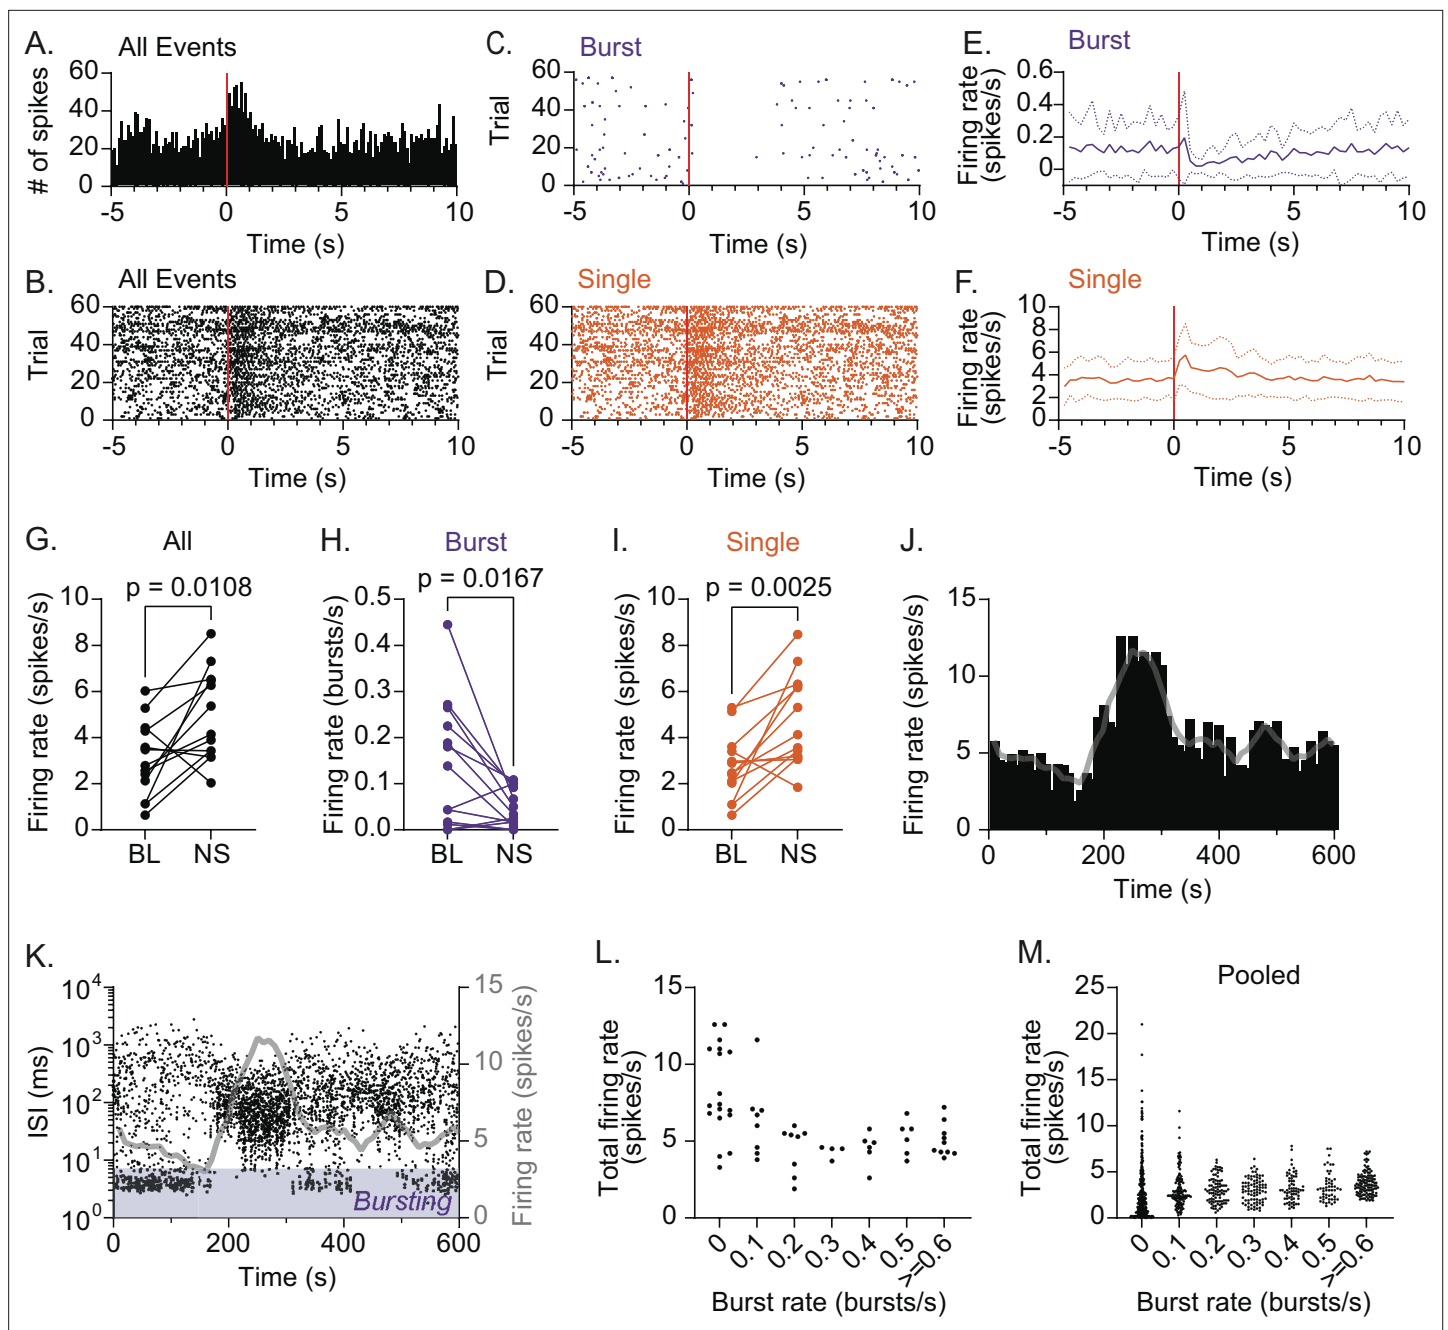 A.
All Events
# of spikes
60
40
20
0
-5
0
5
10
Time (s)
C.
Burst
Trial
60
40
20
0
-5
0
5
10
Time (s)
E.
Burst
Firing rate
(spikes/s)
0.6
0.4
0.2
0
-5
0
5
10
Time (s)
B.
All Events
Trial
60
40
20
0
-5
0
5
10
Time (s)
D.
Single
Trial
60
40
20
0
-5
0
5
10
Time (s)
F.
Single
Firing rate
(spikes/s)
10
8
6
4
2
0
-5
0
5
10
Time (s)
G.
All
p = 0.0108
Firing rate (spikes/s)
10
8
6
4
2
0
BL
NS
H.
Burst
p = 0.0167
Firing rate (bursts/s)
0.5
0.4
0.3
0.2
0.1
0.0
BL
NS
I.
Single
p = 0.0025
Firing rate (spikes/s)
10
8
6
4
2
0
BL
NS
J.
Firing rate (spikes/s)
15
10
5
0
0
200
400
600
Time (s)
K.
ISI (ms)
10⁴
10³
10²
10¹
10⁰
Bursting
15
10
5
0
Firing rate (spikes/s)
0
200
400
600
Time (s)
L.
Total firing rate
(spikes/s)
15
10
5
0
0
0.1
0.2
0.3
0.4
0.5
>=0.6
Burst rate (bursts/s)
M.
Pooled
Total firing rate
(spikes/s)
25
20
15
10
5
0
0
0.1
0.2
0.3
0.4
0.5
>=0.6
Burst rate (bursts/s)